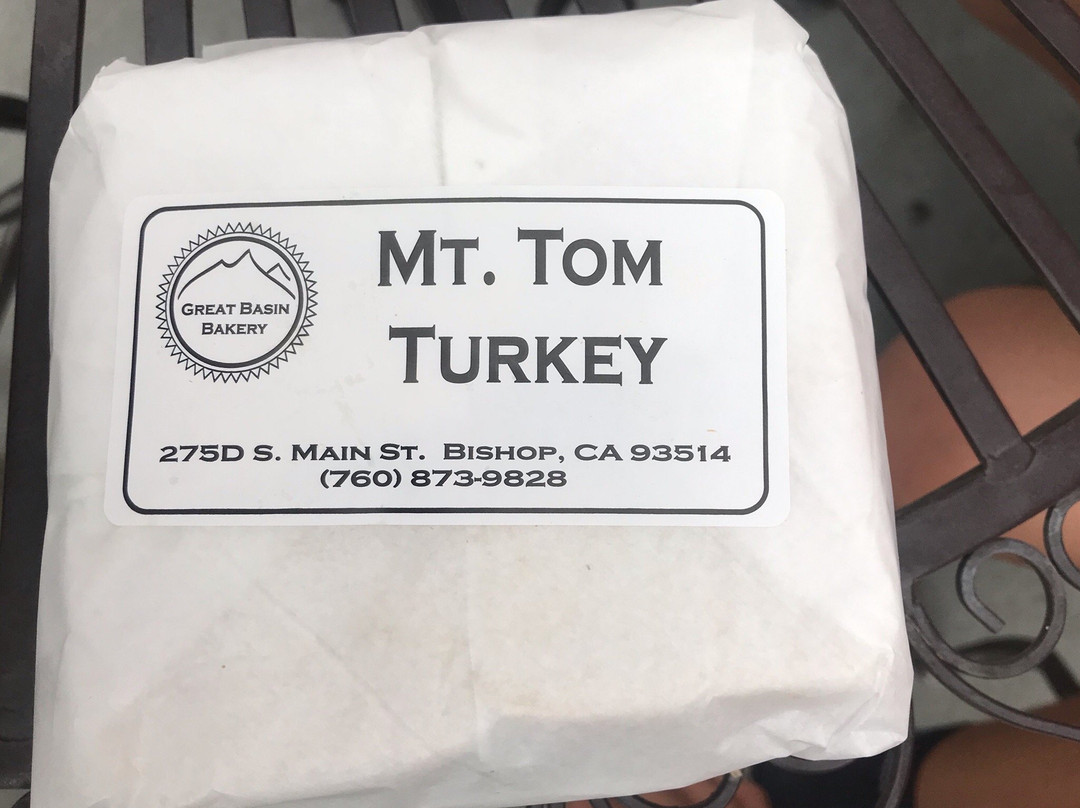 Great Basin
Bakery
Mt. Tom
Turkey
275D S. Main St. Bishop, CA 93514
(760) 873-9828